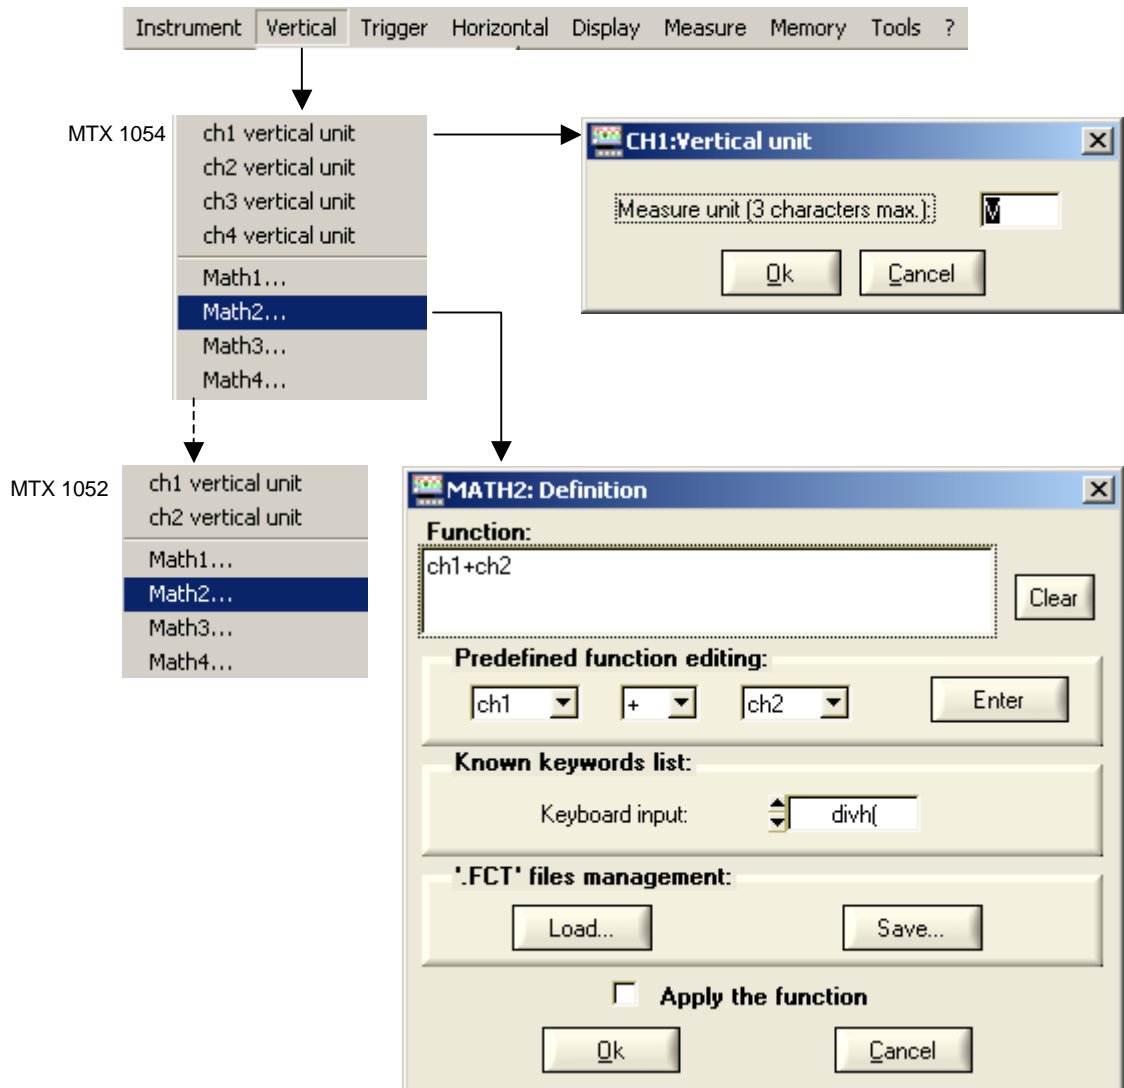 Instrument Vertical Trigger Horizontal Display Measure Memory Tools ?
MTX 1054
ch1 vertical unit
ch2 vertical unit
ch3 vertical unit
ch4 vertical unit
Math1...
Math2...
Math3...
Math4...
CH1:Vertical unit
Measure unit (3 characters max.): V
Ok Cancel
MTX 1052
ch1 vertical unit
ch2 vertical unit
Math1...
Math2...
Math3...
Math4...
MATH2: Definition
Function:
ch1+ch2
Clear
Predefined function editing:
ch1 + ch2 Enter
Known keywords list:
Keyboard input: divh(
'.FCT' files management:
Load... Save...
Apply the function
Ok Cancel